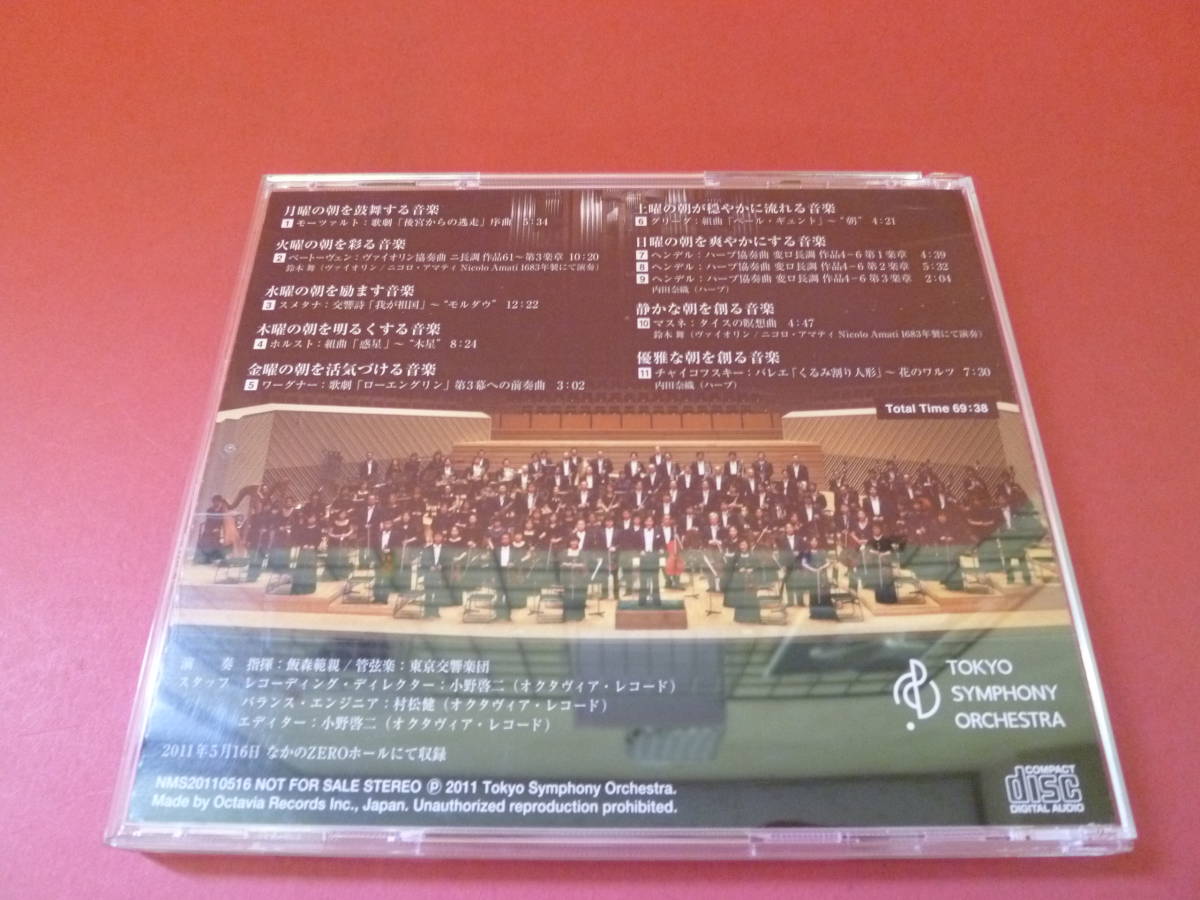 月曜の朝を鼓舞する音楽
1 モーツァルト：歌劇「後宮からの逃走」序曲 5:34
火曜の朝を彩る音楽
2 ベートーヴェン：ヴァイオリン協奏曲 ニ長調 作品61～第3楽章 10:20
鈴木 舞（ヴァイオリン / ニコロ・アマティ Nicolo Amati 1683年製にて演奏）
水曜の朝を励ます音楽
3 スメタナ：交響詩「我が祖国」～“モルダウ” 12:22
木曜の朝を明るくする音楽
4 ホルスト：組曲「惑星」～“木星” 8:24
金曜の朝を活気づける音楽
5 ワーグナー：歌劇「ローエングリン」第3幕への前奏曲 3:02
土曜の朝が穏やかに流れる音楽
6 グリーグ：組曲「ペール・ギュント」～“朝” 4:21
日曜の朝を爽やかにする音楽
7 ヘンデル：ハープ協奏曲 変ロ長調 作品4-6 第1楽章 4:39
8 ヘンデル：ハープ協奏曲 変ロ長調 作品4-6 第2楽章 5:32
9 ヘンデル：ハープ協奏曲 変ロ長調 作品4-6 第3楽章 2:04
内田奈織（ハープ）
静かな朝を創る音楽
10 マスネ：タイスの瞑想曲 4:47
鈴木 舞（ヴァイオリン / ニコロ・アマティ Nicolo Amati 1683年製にて演奏）
優雅な朝を創る音楽
11 チャイコフスキー：バレエ「くるみ割り人形」～ 花のワルツ 7:30
内田奈織（ハープ）
Total Time 69:38
演 奏 指揮：飯森範親 / 管弦楽：東京交響楽団
スタッフ レコーディング・ディレクター：小野啓二（オクタヴィア・レコード）
バランス・エンジニア：村松健（オクタヴィア・レコード）
エディター：小野啓二（オクタヴィア・レコード）
2011年5月16日 なかのZEROホールにて収録
NMS20110516 NOT FOR SALE STEREO Ⓟ 2011 Tokyo Symphony Orchestra.
Made by Octavia Records Inc., Japan. Unauthorized reproduction prohibited.
TOKYO
SYMPHONY
ORCHESTRA
COMPACT
disc
DIGITAL AUDIO